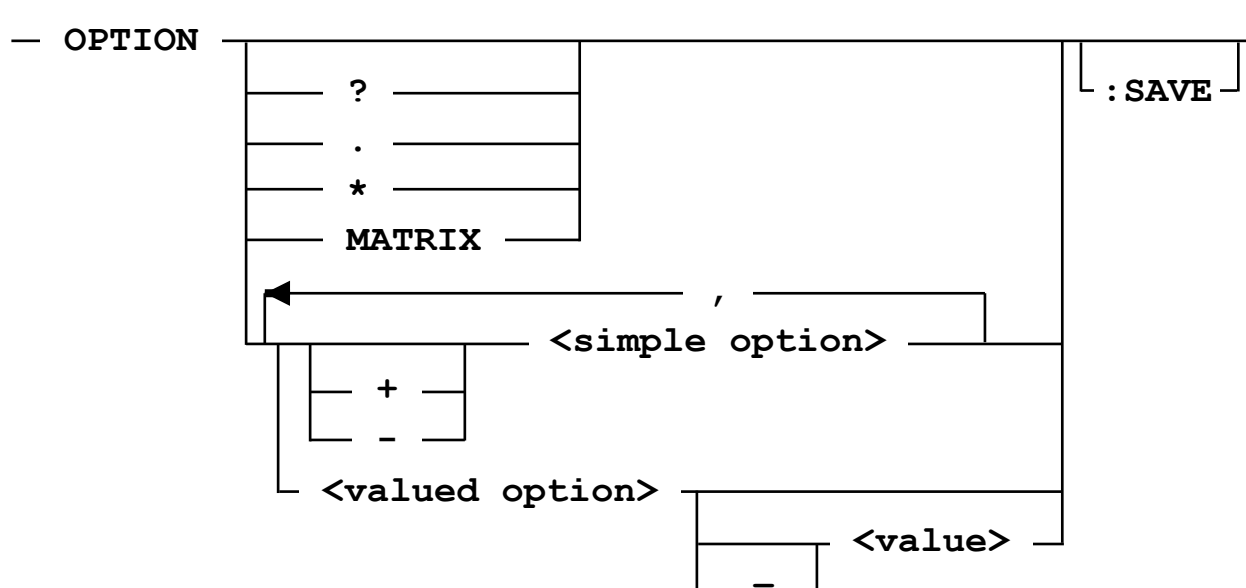 — OPTION
?
:SAVE
.
*
MATRIX
,
<simple option>
+
-
<valued option>
<value>